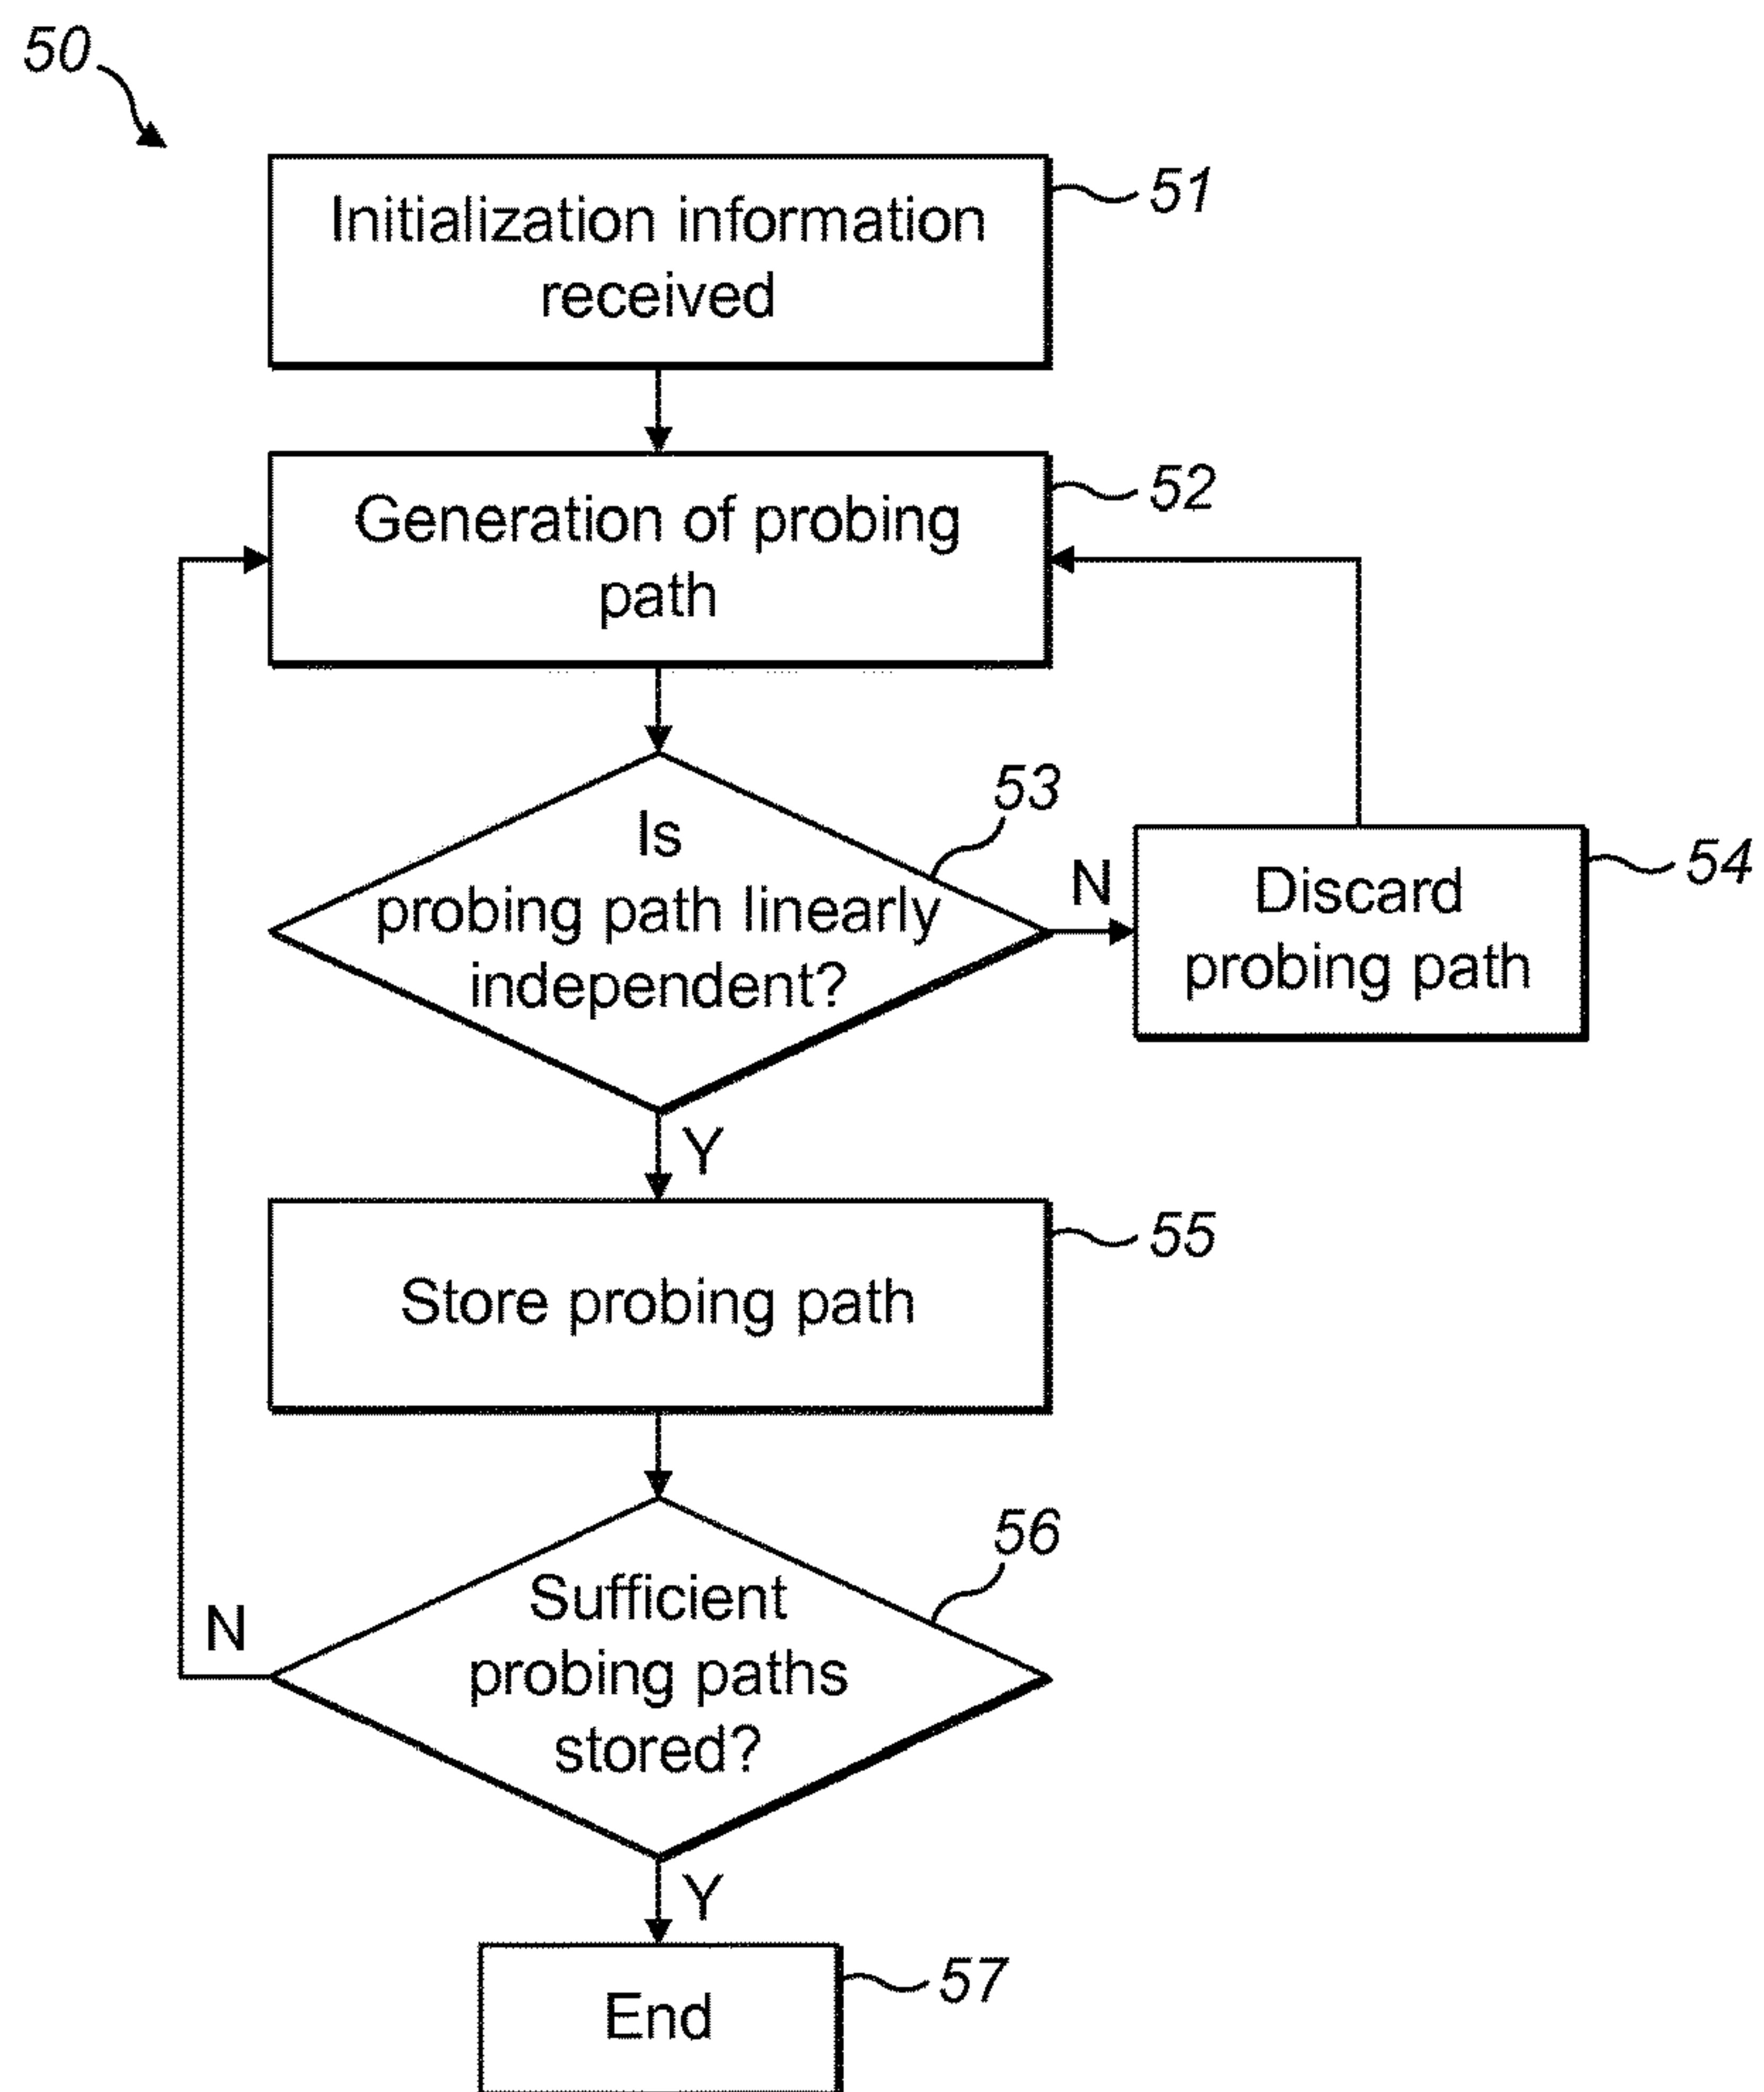 50
Initialization information
received
51
Generation of probing
path
52
Is
probing path linearly
independent?
53
N
Discard
probing path
54
Y
Store probing path
55
Sufficient
probing paths
stored?
56
N
Y
End
57